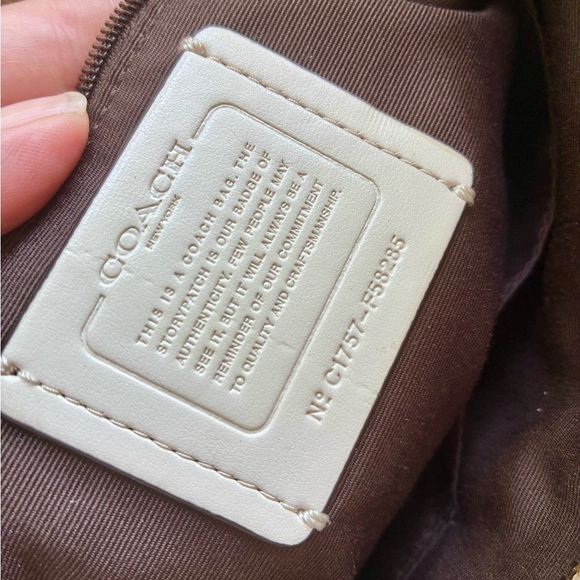 COACH
NEW YORK
THIS IS A COACH BAG. THE
STORYPATCH IS OUR BADGE OF
AUTHENTICITY. FEW PEOPLE MAY
SEE IT. BUT IT WILL ALWAYS BE A
REMINDER OF OUR COMMITMENT
TO QUALITY AND CRAFTSMANSHIP.
Nº C1757-F58285